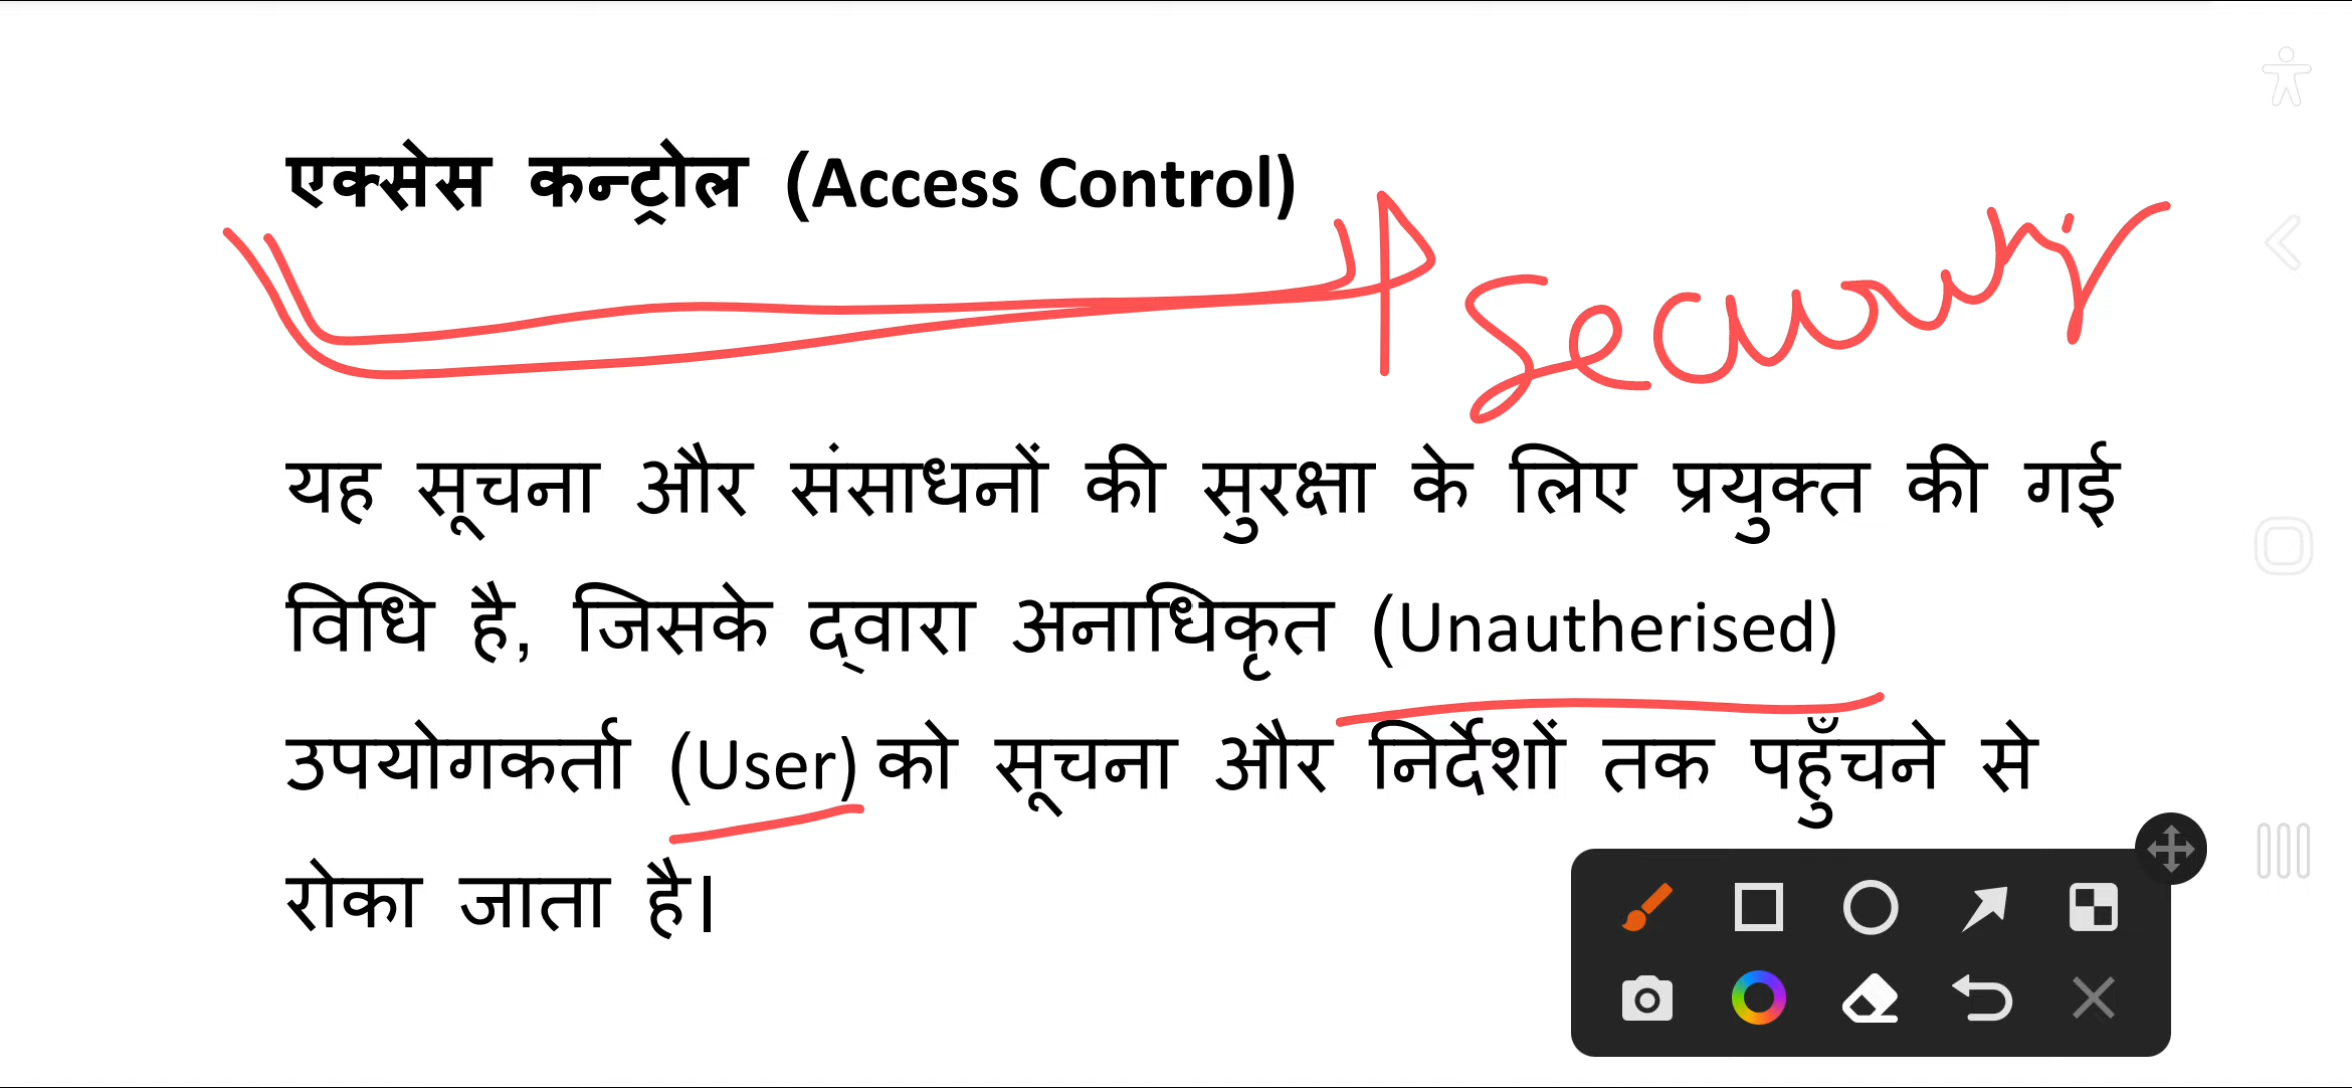 एक्सेस कन्ट्रोल (Access Control)
Security
यह सूचना और संसाधनों की सुरक्षा के लिए प्रयुक्त की गई
विधि है, जिसके द्वारा अनाधिकृत (Unautherised)
उपयोगकर्ता (User) को सूचना और निर्देशों तक पहुँचने से
रोका जाता है।